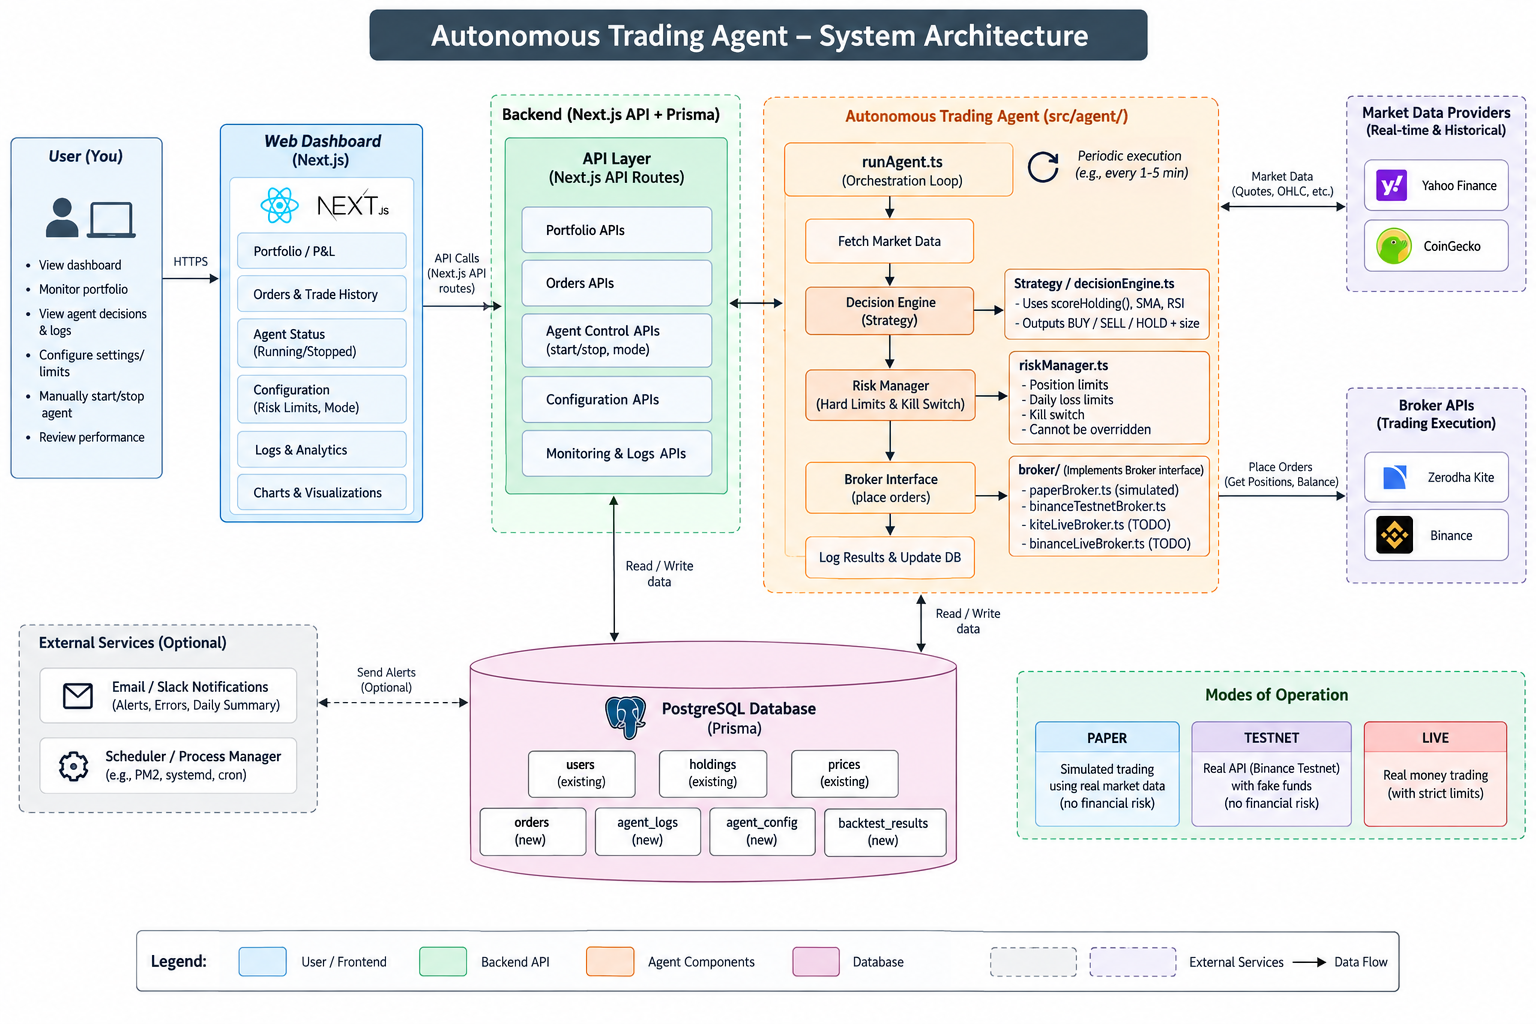 Autonomous Trading Agent – System Architecture
User (You)
• View dashboard
• Monitor portfolio
• View agent decisions
& logs
• Configure settings/
limits
• Manually start/stop
agent
• Review performance
HTTPS
Web Dashboard
(Next.js)
NEXT.JS
Portfolio / P&L
Orders & Trade History
Agent Status
(Running/Stopped)
Configuration
(Risk Limits, Mode)
Logs & Analytics
Charts & Visualizations
API Calls
(Next.js API
routes)
Backend (Next.js API + Prisma)
API Layer
(Next.js API Routes)
Portfolio APIs
Orders APIs
Agent Control APIs
(start/stop, mode)
Configuration APIs
Monitoring & Logs APIs
Read / Write
data
Autonomous Trading Agent (src/agent/)
runAgent.ts
(Orchestration Loop)
Periodic execution
(e.g., every 1-5 min)
Fetch Market Data
Decision Engine
(Strategy)
Strategy / decisionEngine.ts
- Uses scoreHolding(), SMA, RSI
- Outputs BUY / SELL / HOLD + size
Risk Manager
(Hard Limits & Kill Switch)
riskManager.ts
- Position limits
- Daily loss limits
- Kill switch
- Cannot be overridden
Broker Interface
(place orders)
broker/ (Implements Broker interface)
- paperBroker.ts (simulated)
- binanceTestnetBroker.ts
- kiteLiveBroker.ts (TODO)
- binanceLiveBroker.ts (TODO)
Log Results & Update DB
Read / Write
data
Market Data
(Quotes, OHLC, etc.)
Market Data Providers
(Real-time & Historical)
y!
Yahoo Finance
CoinGecko
Place Orders
(Get Positions, Balance)
Broker APIs
(Trading Execution)
Zerodha Kite
Binance
External Services (Optional)
Email / Slack Notifications
(Alerts, Errors, Daily Summary)
Scheduler / Process Manager
(e.g., PM2, systemd, cron)
Send Alerts
(Optional)
PostgreSQL Database
(Prisma)
users
(existing)
holdings
(existing)
prices
(existing)
orders
(new)
agent_logs
(new)
agent_config
(new)
backtest_results
(new)
Modes of Operation
PAPER
Simulated trading
using real market data
(no financial risk)
TESTNET
Real API (Binance Testnet)
with fake funds
(no financial risk)
LIVE
Real money trading
(with strict limits)
Legend:
User / Frontend
Backend API
Agent Components
Database
External Services
Data Flow